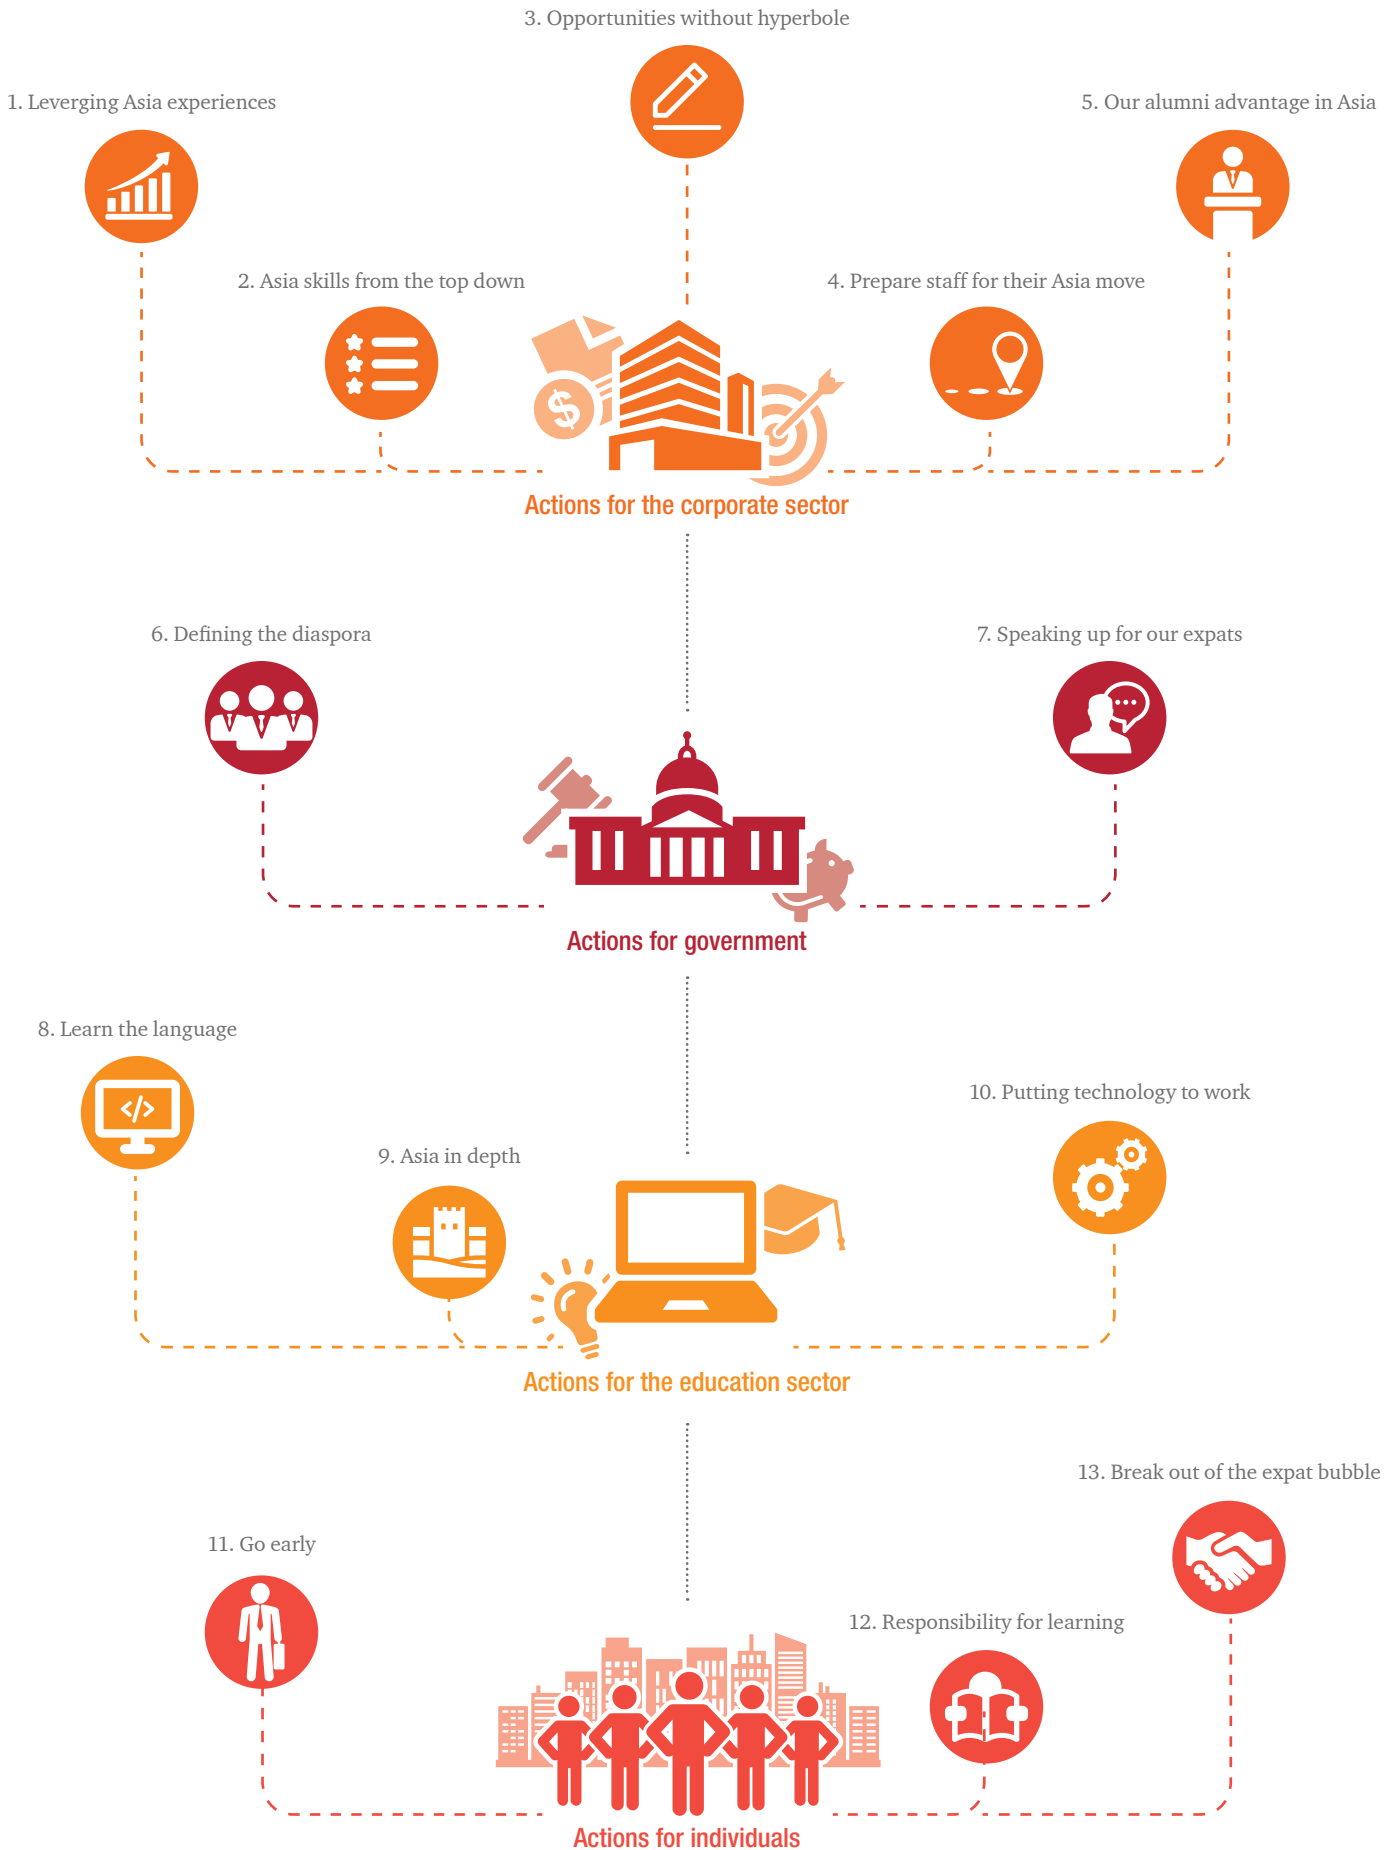 3. Opportunities without hyperbole
1. Leverging Asia experiences
5. Our alumni advantage in Asia
2. Asia skills from the top down
4. Prepare staff for their Asia move
$
Actions for the corporate sector
6. Defining the diaspora
7. Speaking up for our expats
Actions for government
8. Learn the language
</>
10. Putting technology to work
9. Asia in depth
Actions for the education sector
13. Break out of the expat bubble
11. Go early
12. Responsibility for learning
Actions for individuals